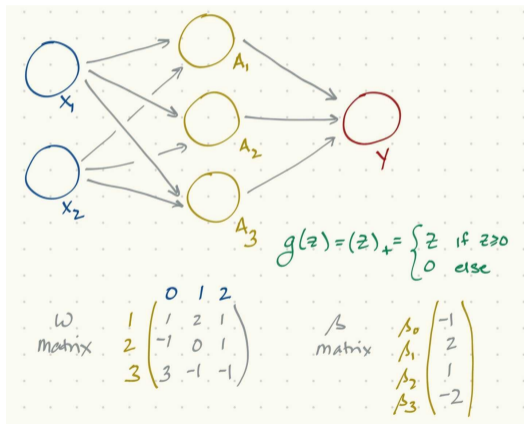 X₁
X₂
A₁
A₂
A₃
Y
g(z)=(z)₊= { z if z≥0
0 else
0 1 2
W matrix
1 ( 1 2 1 )
2 ( -1 0 1 )
3 ( 3 -1 -1 )
β matrix
β₀ ( -1 )
β₁ ( 2 )
β₂ ( 1 )
β₃ ( -2 )